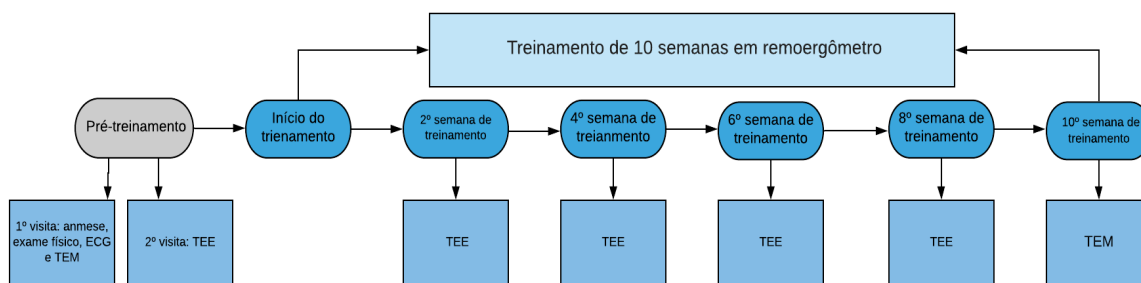 Treinamento de 10 semanas em remoergômetro
Pré-treinamento
Início do
trienamento
2º semana de
treinamento
4º semana de
treianmento
6º semana de
treinamento
8º semana de
treinamento
10º semana de
treinamento
1º visita: anmese,
exame físico, ECG
e TEM
2º visita: TEE
TEE
TEE
TEE
TEE
TEM